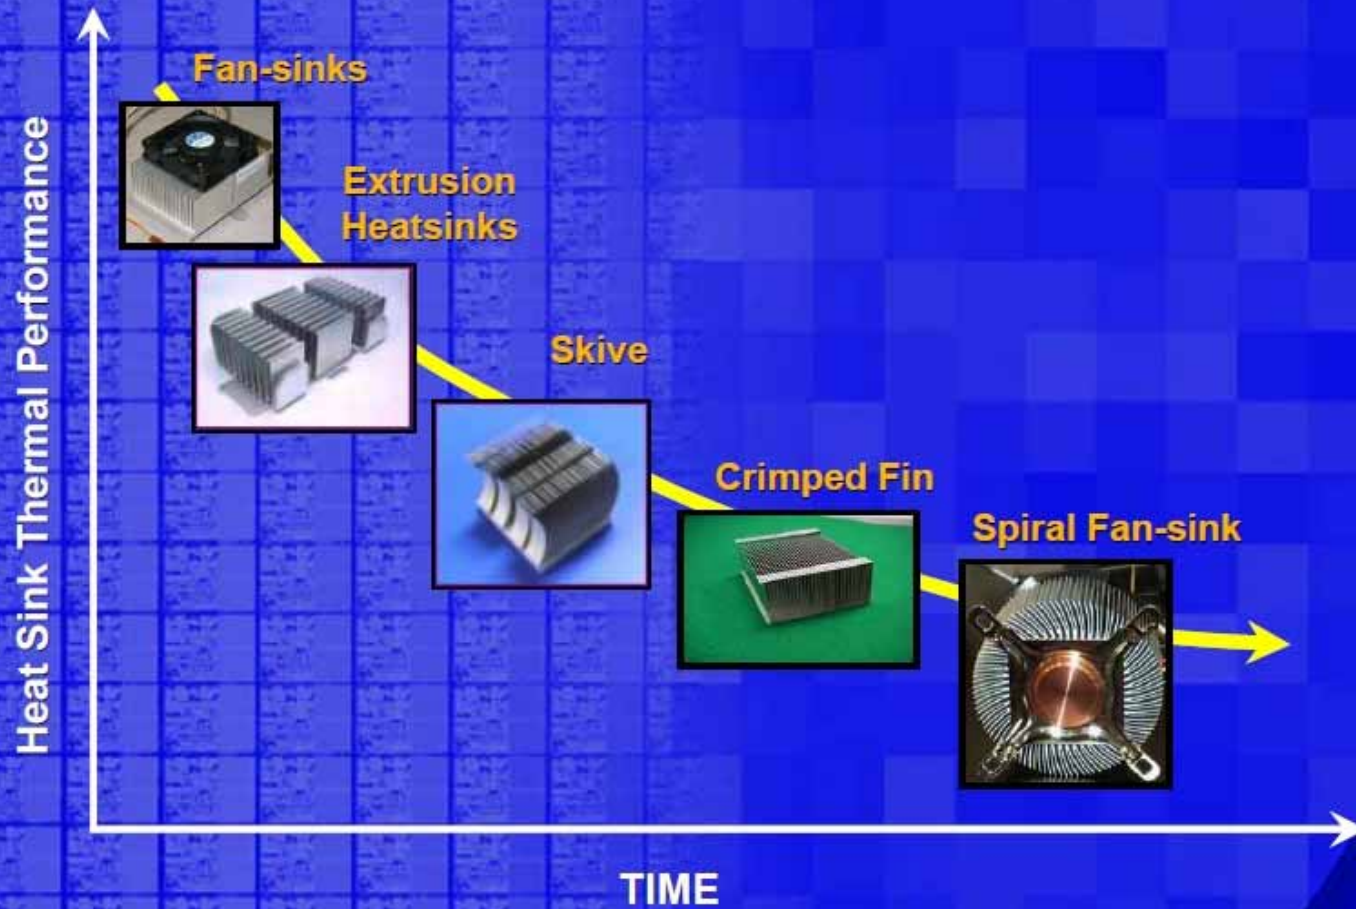 Fan-sinks
Extrusion
Heatsinks
Skive
Crimped Fin
Spiral Fan-sink
Heat Sink Thermal Performance
TIME